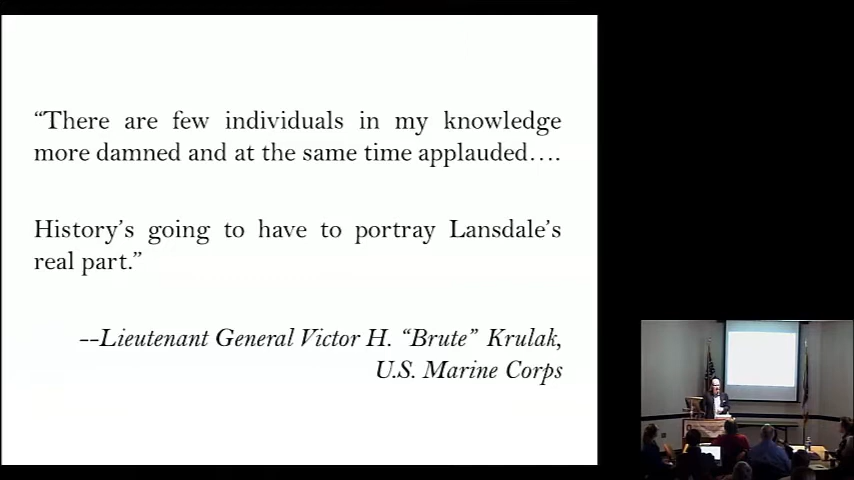 “There are few individuals in my knowledge
more damned and at the same time applauded….
History’s going to have to portray Lansdale’s
real part.”
--Lieutenant General Victor H. “Brute” Krulak,
U.S. Marine Corps